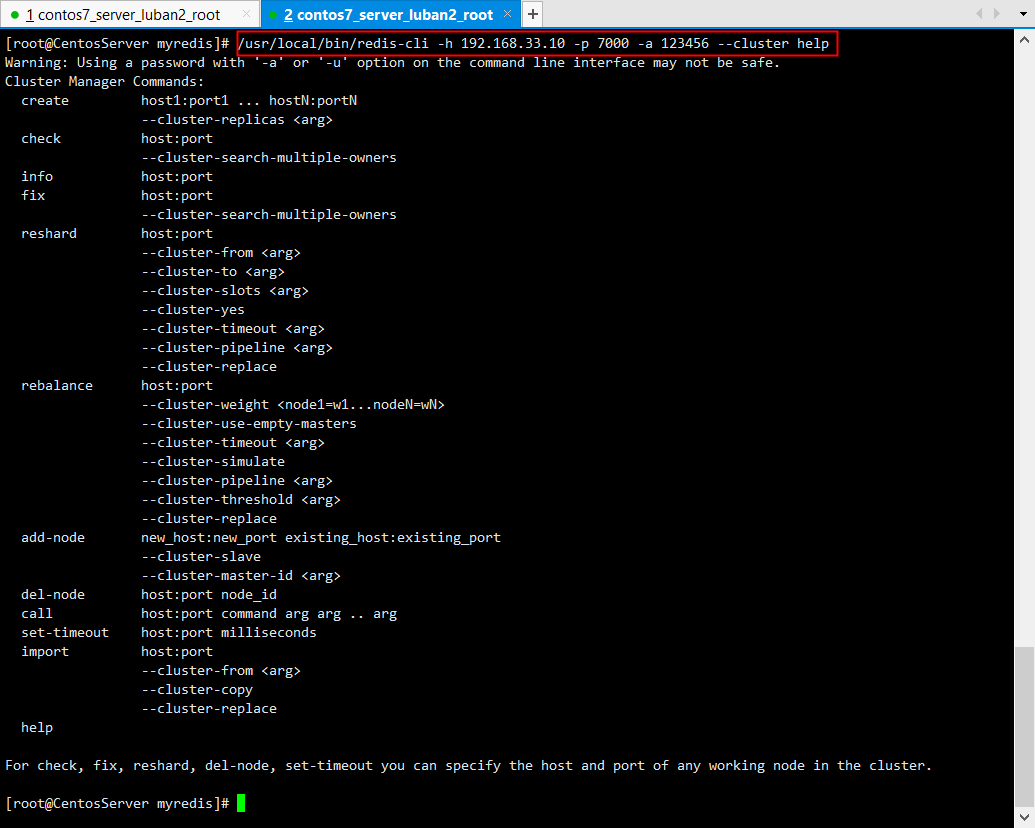 1 contos7_server_luban2_root × 2 contos7_server_luban2_root × +
[root@CentosServer myredis]# /usr/local/bin/redis-cli -h 192.168.33.10 -p 7000 -a 123456 --cluster help
Warning: Using a password with '-a' or '-u' option on the command line interface may not be safe.
Cluster Manager Commands:
  create         host1:port1 ... hostN:portN
                 --cluster-replicas <arg>
  check          host:port
                 --cluster-search-multiple-owners
  info           host:port
  fix            host:port
                 --cluster-search-multiple-owners
  reshard        host:port
                 --cluster-from <arg>
                 --cluster-to <arg>
                 --cluster-slots <arg>
                 --cluster-yes
                 --cluster-timeout <arg>
                 --cluster-pipeline <arg>
                 --cluster-replace
  rebalance      host:port
                 --cluster-weight <node1=w1...nodeN=wN>
                 --cluster-use-empty-masters
                 --cluster-timeout <arg>
                 --cluster-simulate
                 --cluster-pipeline <arg>
                 --cluster-threshold <arg>
                 --cluster-replace
  add-node       new_host:new_port existing_host:existing_port
                 --cluster-slave
                 --cluster-master-id <arg>
  del-node       host:port node_id
  call           host:port command arg arg .. arg
  set-timeout    host:port milliseconds
  import         host:port
                 --cluster-from <arg>
                 --cluster-copy
                 --cluster-replace
  help
For check, fix, reshard, del-node, set-timeout you can specify the host and port of any working node in the cluster.
[root@CentosServer myredis]#